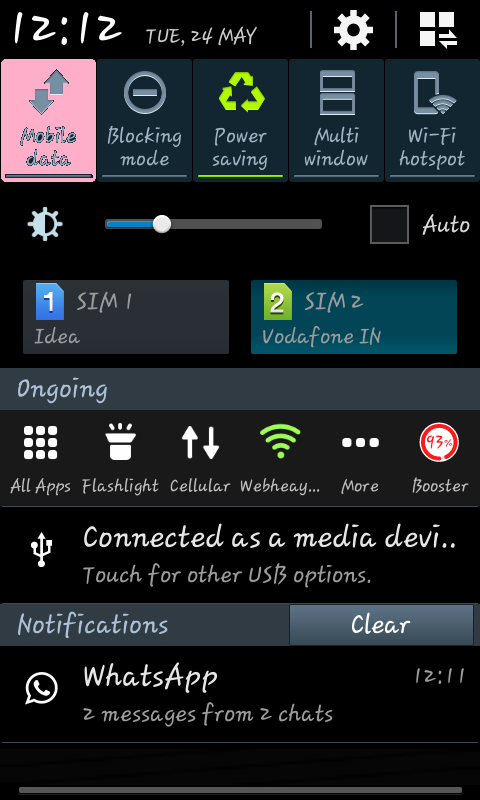 12:12 TUE, 24 MAY
Mobile data
Blocking mode
Power saving
Multi window
Wi-Fi hotspot
Auto
1 SIM 1
Idea
2 SIM 2
Vodafone IN
Ongoing
93%
All Apps Flashlight Cellular Webheay... More Booster
Connected as a media devi..
Touch for other USB options.
Notifications Clear
WhatsApp 12:11
2 messages from 2 chats